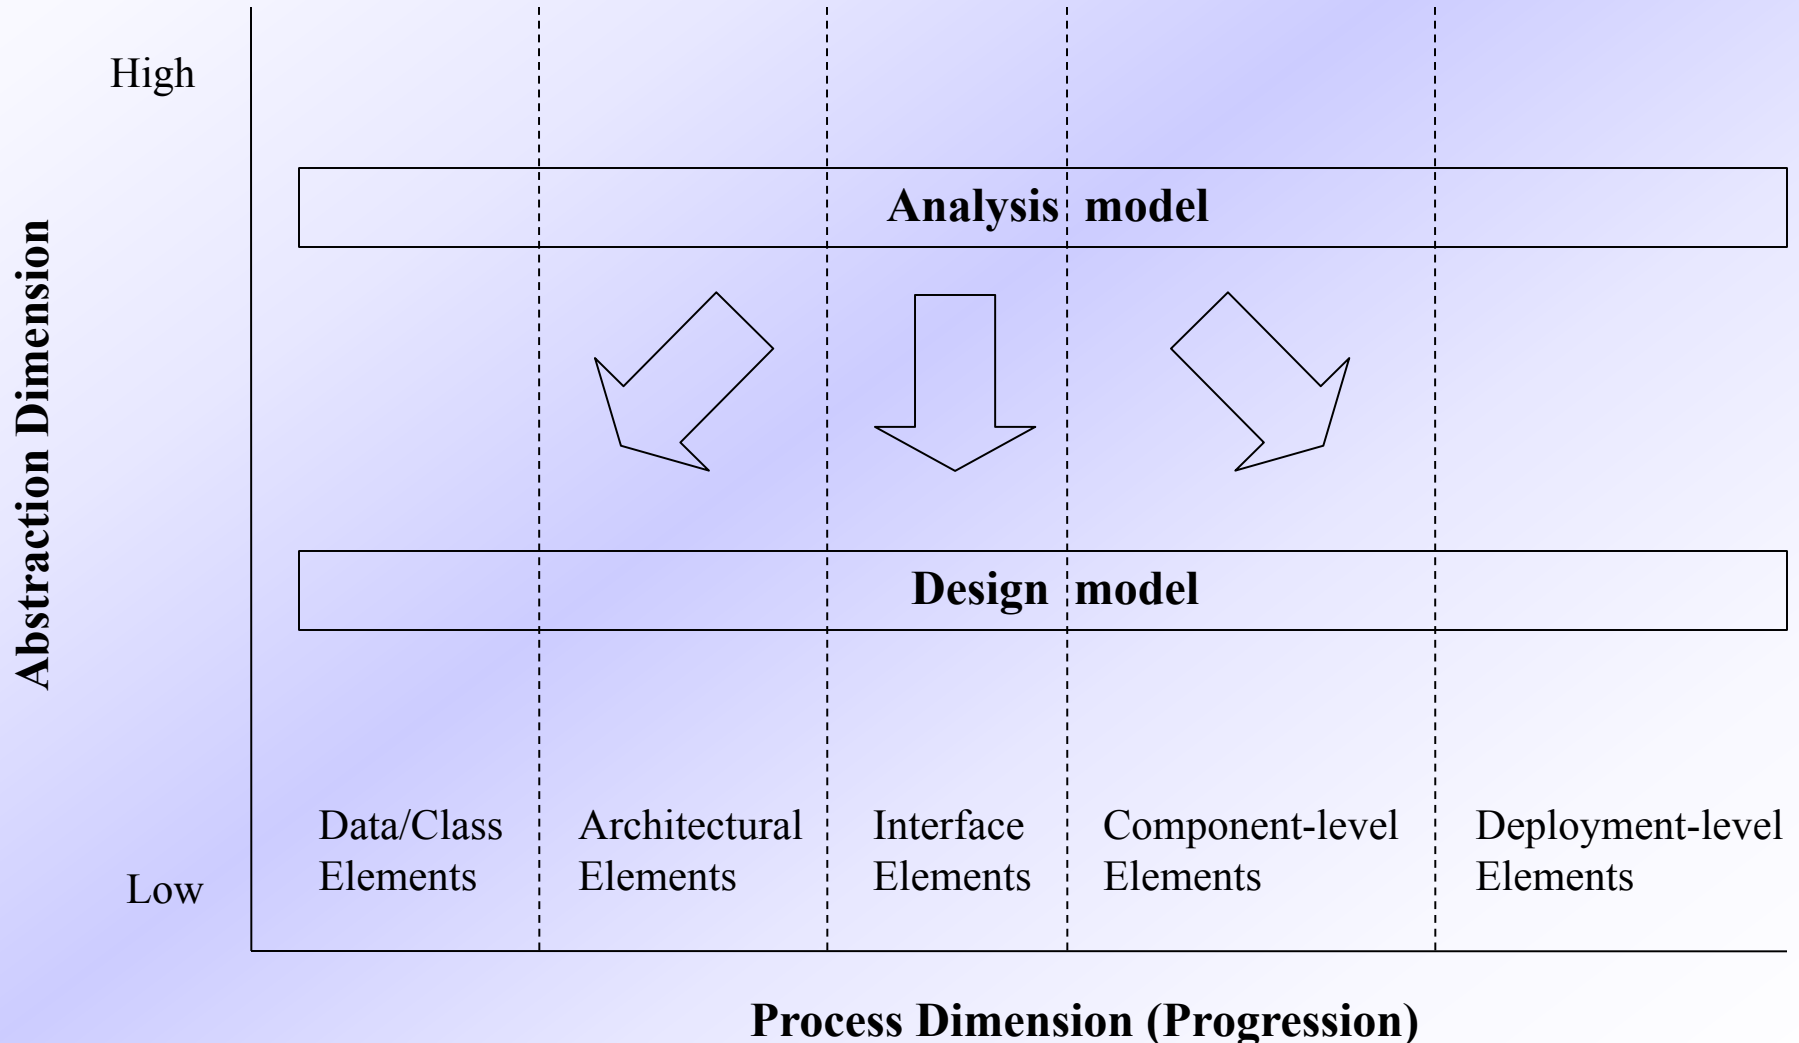 High
Analysis model
Abstraction Dimension
Design model
Data/Class
Elements
Architectural
Elements
Interface
Elements
Component-level
Elements
Deployment-level
Elements
Low
Process Dimension (Progression)